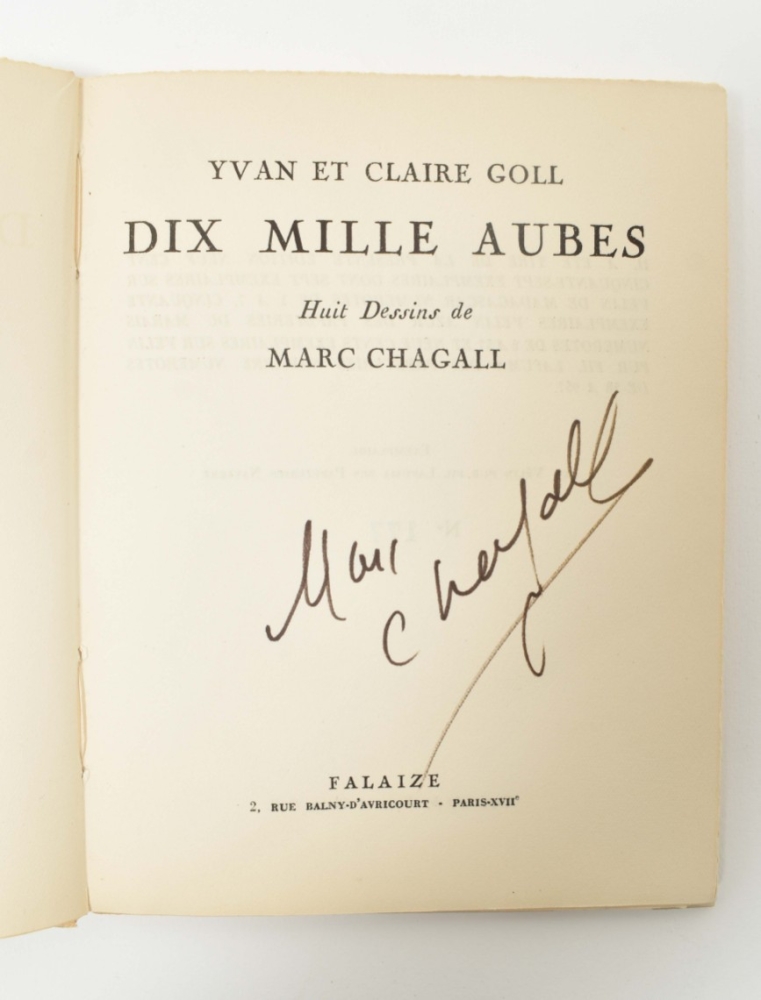 YVAN ET CLAIRE GOLL
DIX MILLE AUBES
Huit Dessins de
MARC CHAGALL
Marc
Chagall
FALAIZE
2, RUE BALNY-D'AVRICOURT - PARIS-XVIIe